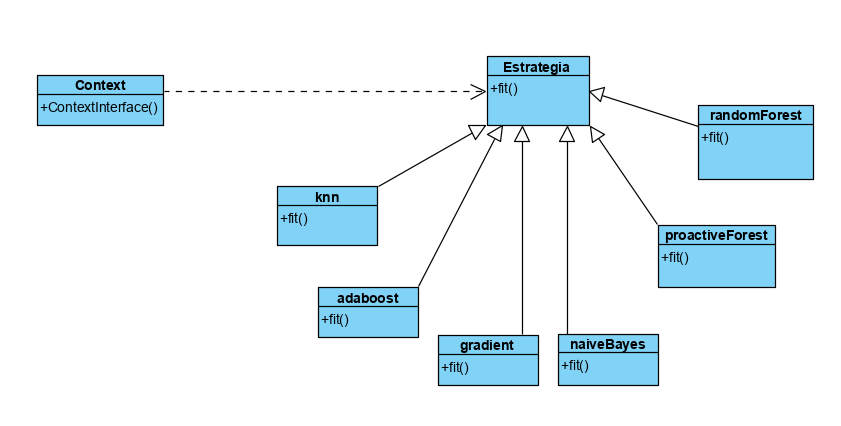 Context
+ContextInterface()
Estrategia
+fit()
randomForest
+fit()
knn
+fit()
proactiveForest
+fit()
adaboost
+fit()
gradient
+fit()
naiveBayes
+fit()